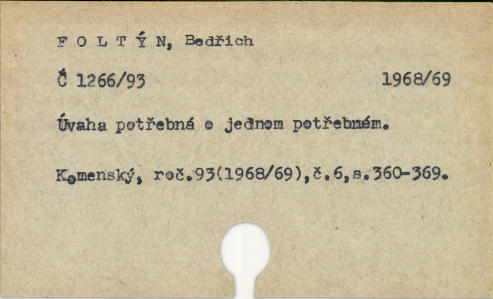 F O L T Ý N, Bedřich
Č 1266/93 1968/69
Úvaha potřebná o jednom potřebném.
Komenský, roč.93(1968/69),č.6,s.360-369.